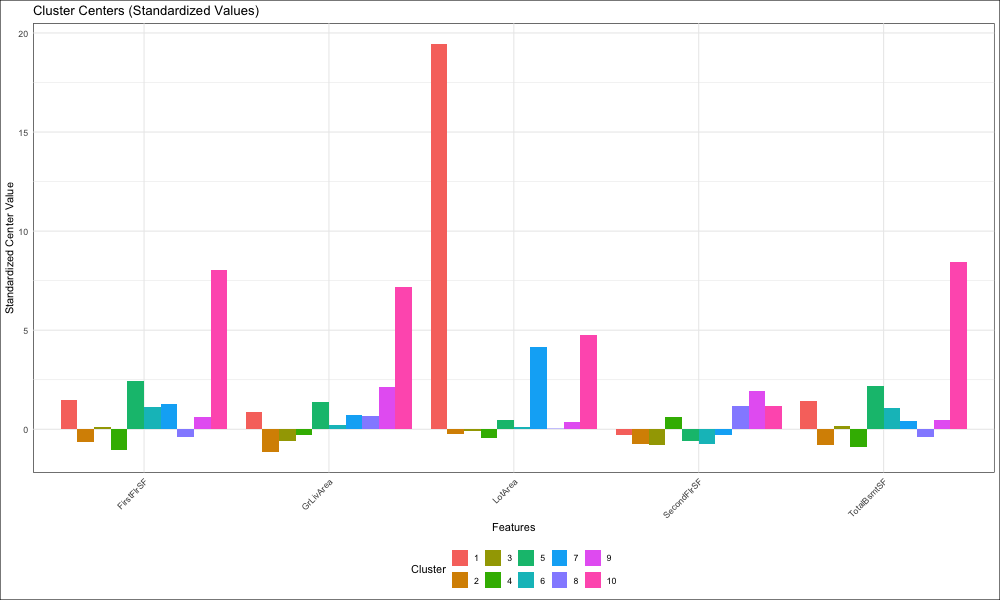 Cluster Centers (Standardized Values)
20
15
10
5
0
Standardized Center Value
FirstFlrSF
GrLivArea
LotArea
SecondFlrSF
TotalBsmtSF
Features
Cluster
1 3 5 7 9
2 4 6 8 10